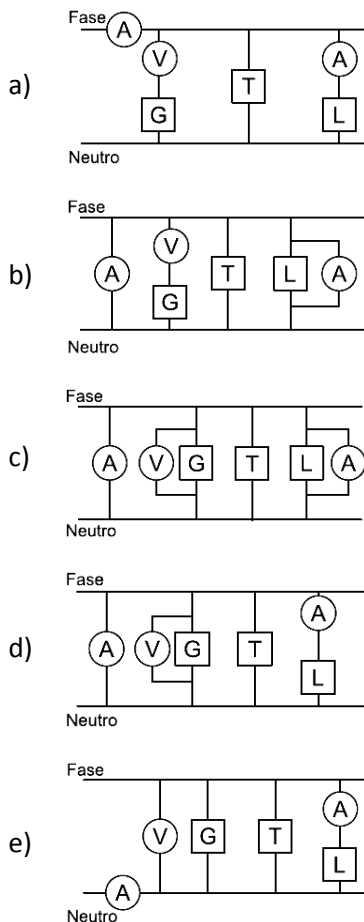 Fase A
V A
a) T
G L
Neutro
Fase
V
b) A T L A
G
Neutro
Fase
c) A V G T L A
Neutro
Fase
A
d) A V G T
L
Neutro
Fase
A
e) V G T
L
A
Neutro